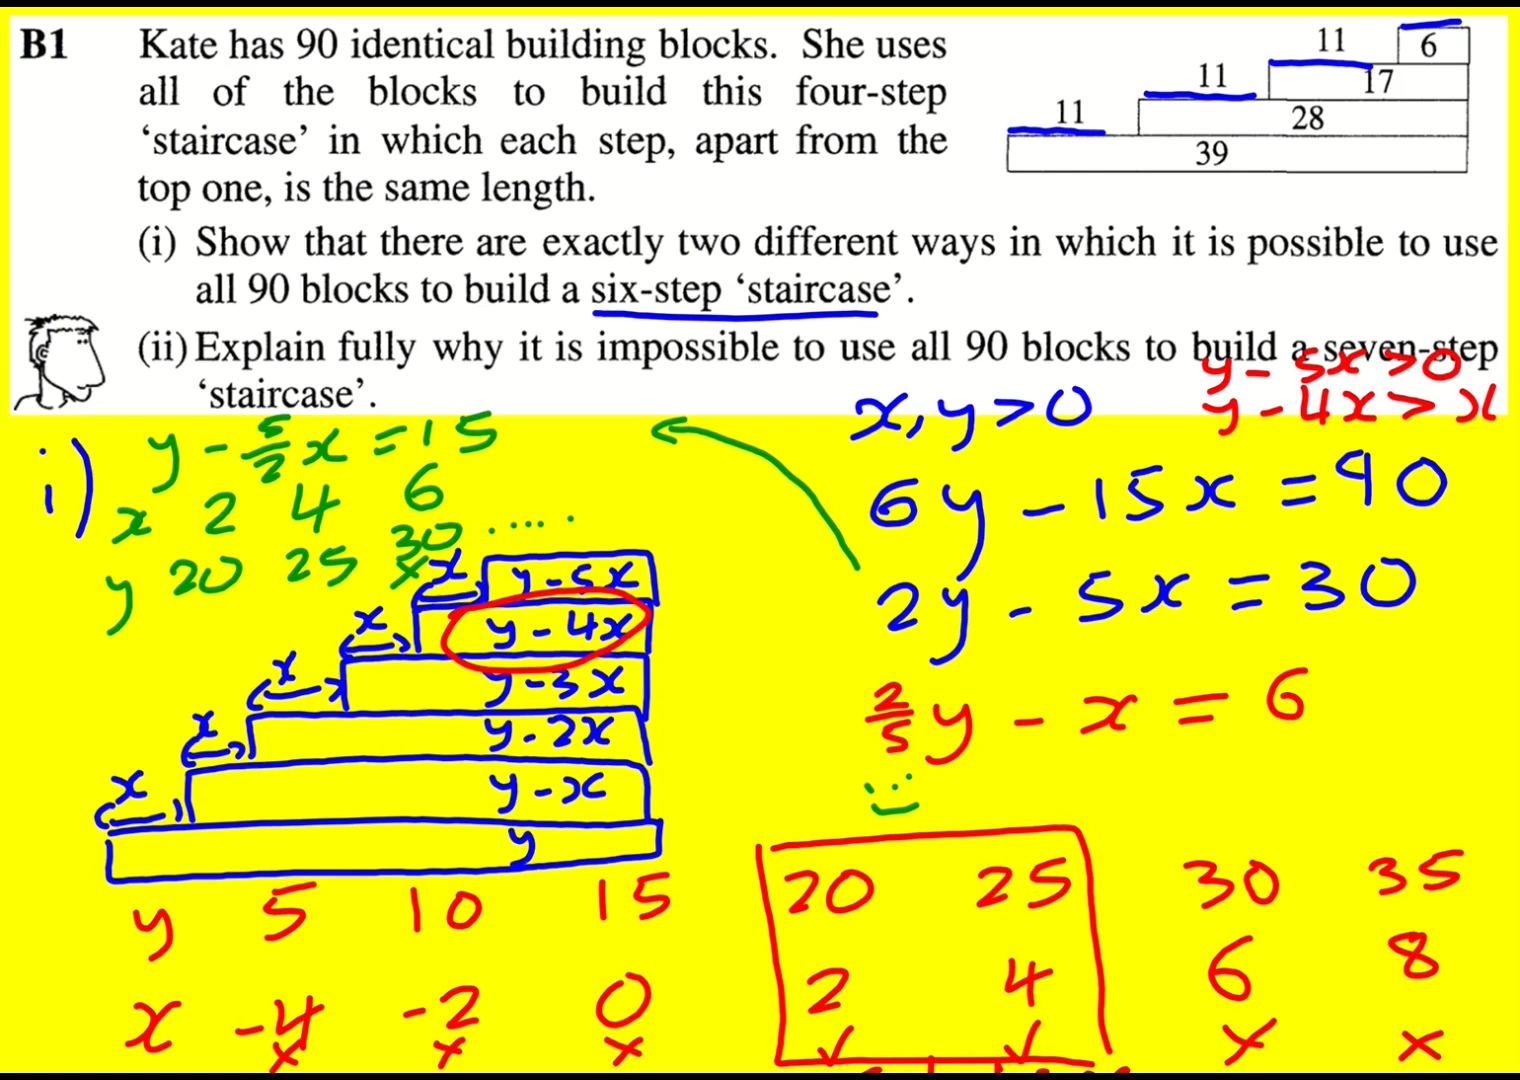 B1 Kate has 90 identical building blocks. She uses
all of the blocks to build this four-step
‘staircase’ in which each step, apart from the
top one, is the same length.
11 6
11 17
11 28
39
(i) Show that there are exactly two different ways in which it is possible to use
all 90 blocks to build a six-step ‘staircase’.
(ii) Explain fully why it is impossible to use all 90 blocks to build a seven-step
‘staircase’.
y - 5x > 0
y - 4x > x
x, y > 0
i) y - 5/2 x = 15
x 2 4 6 .....
y 20 25 30
x
6y - 15x = 90
2y - 5x = 30
2/5 y - x = 6
x y - 5x
x y - 4x
x y - 3x
x y - 2x
x y - x
y
y 5 10 15 20 25 30 35
x -4 -2 0 2 4 6 8
x x x ✓ ✓ x x